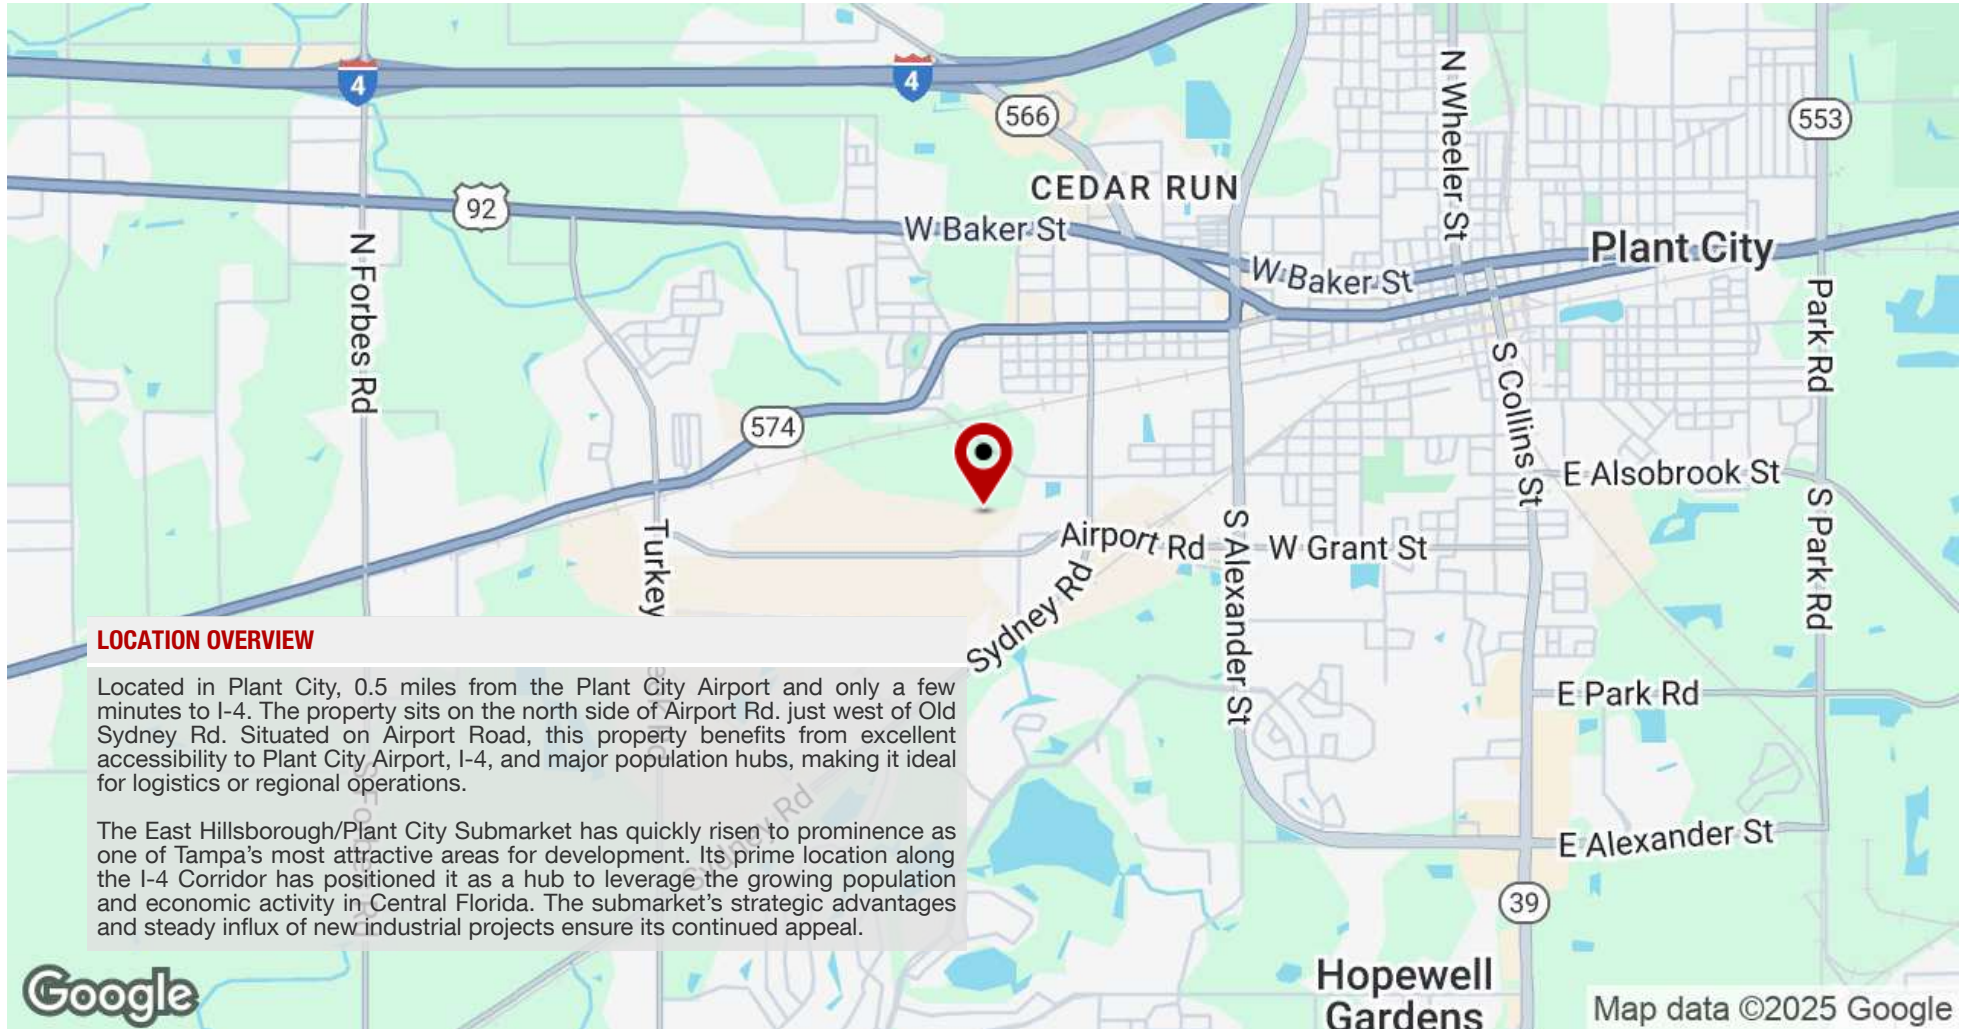 4
4
566
N Wheeler St
553
CEDAR RUN
92
W Baker St
N Forbes Rd
W Baker St
Plant City
Park Rd
S Collins St
574
E Alsobrook St
S Park Rd
Turkey
Airport Rd
W Grant St
S Alexander St
Sydney Rd
LOCATION OVERVIEW
Located in Plant City, 0.5 miles from the Plant City Airport and only a few
minutes to I-4. The property sits on the north side of Airport Rd. just west of Old
Sydney Rd. Situated on Airport Road, this property benefits from excellent
accessibility to Plant City Airport, I-4, and major population hubs, making it ideal
for logistics or regional operations.
The East Hillsborough/Plant City Submarket has quickly risen to prominence as
one of Tampa's most attractive areas for development. Its prime location along
the I-4 Corridor has positioned it as a hub to leverage the growing population
and economic activity in Central Florida. The submarket's strategic advantages
and steady influx of new industrial projects ensure its continued appeal.
Sydney Rd
S Forbes Rd
E Park Rd
E Alexander St
39
Hopewell
Gardens
Google
Map data ©2025 Google